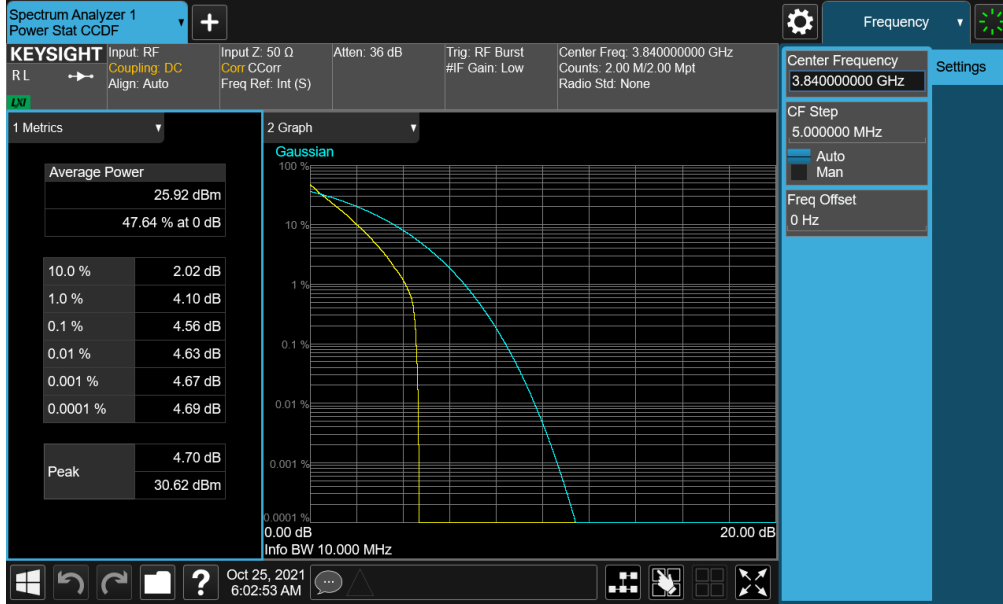 Spectrum Analyzer 1
Power Stat CCDF
Frequency
KEYSIGHT
R L
LXI
Input: RF
Coupling: DC
Align: Auto
Input Z: 50 Ω
Corr CCorr
Freq Ref: Int (S)
Atten: 36 dB
Trig: RF Burst
#IF Gain: Low
Center Freq: 3.840000000 GHz
Counts: 2.00 M/2.00 Mpt
Radio Std: None
Center Frequency
3.840000000 GHz
Settings
CF Step
5.000000 MHz
Auto
Man
Freq Offset
0 Hz
1 Metrics
Average Power
25.92 dBm
47.64 % at 0 dB
10.0 % 2.02 dB
1.0 % 4.10 dB
0.1 % 4.56 dB
0.01 % 4.63 dB
0.001 % 4.67 dB
0.0001 % 4.69 dB
Peak
4.70 dB
30.62 dBm
2 Graph
Gaussian
100 %
10 %
1 %
0.1 %
0.01 %
0.001 %
0.0001 %
0.00 dB 20.00 dB
Info BW 10.000 MHz
? Oct 25, 2021
6:02:53 AM